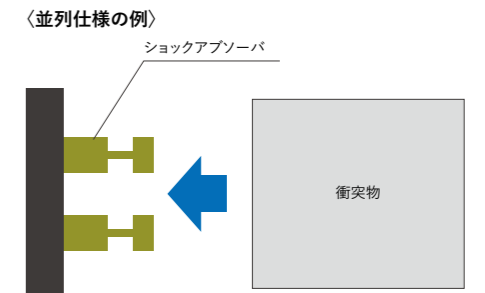 〈並列仕様の例〉
ショックアブソーバ
衝突物